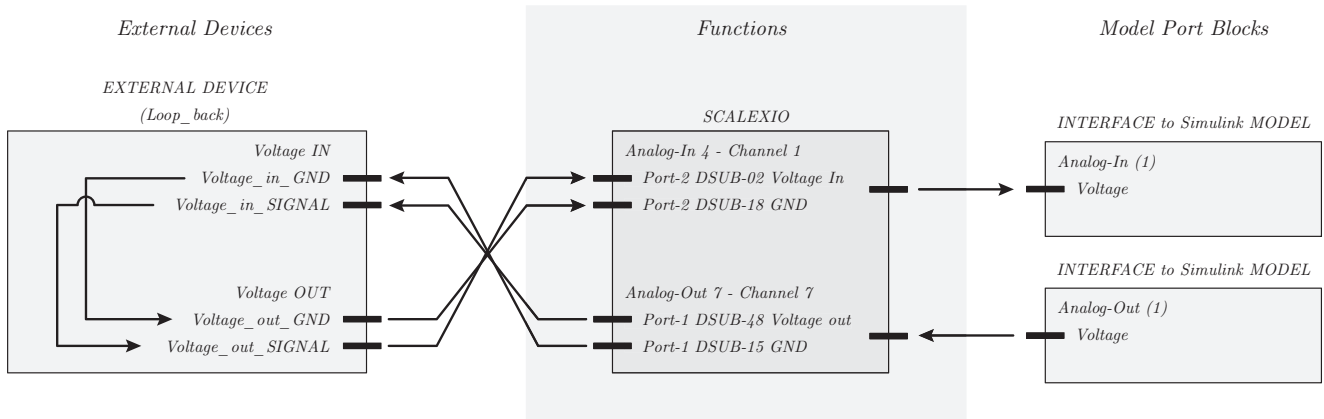 External Devices
Functions
Model Port Blocks
EXTERNAL DEVICE
(Loop_back)
Voltage IN
Voltage_in_GND
Voltage_in_SIGNAL
Voltage OUT
Voltage_out_GND
Voltage_out_SIGNAL
SCALEXIO
Analog-In 4 - Channel 1
Port-2 DSUB-02 Voltage In
Port-2 DSUB-18 GND
Analog-Out 7 - Channel 7
Port-1 DSUB-48 Voltage out
Port-1 DSUB-15 GND
INTERFACE to Simulink MODEL
Analog-In (1)
Voltage
INTERFACE to Simulink MODEL
Analog-Out (1)
Voltage